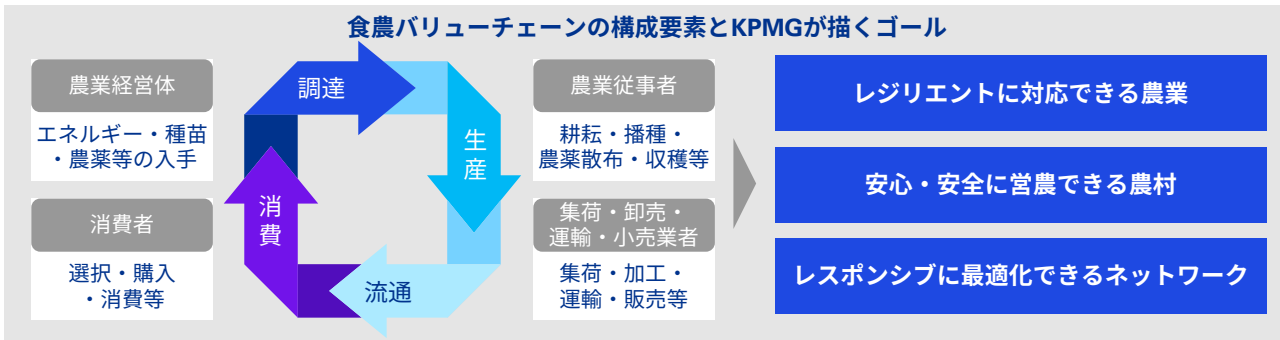 食農バリューチェーンの構成要素とKPMGが描くゴール
農業経営体
エネルギー・種苗
・農薬等の入手
消費者
選択・購入
・消費等
調達
生産
流通
消費
農業従事者
耕耘・播種・
農薬散布・収穫等
集荷・卸売・
運輸・小売業者
集荷・加工・
運輸・販売等
レジリエントに対応できる農業
安心・安全に営農できる農村
レスポンシブに最適化できるネットワーク